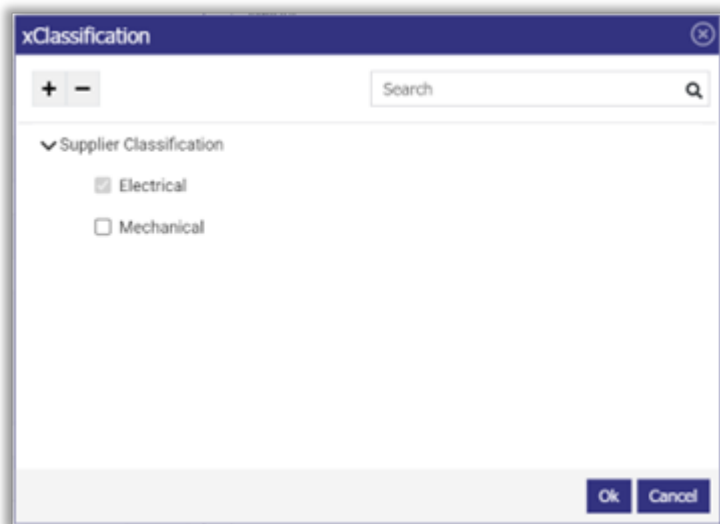 xClassification
+ −
Search
Supplier Classification
Electrical
Mechanical
Ok Cancel